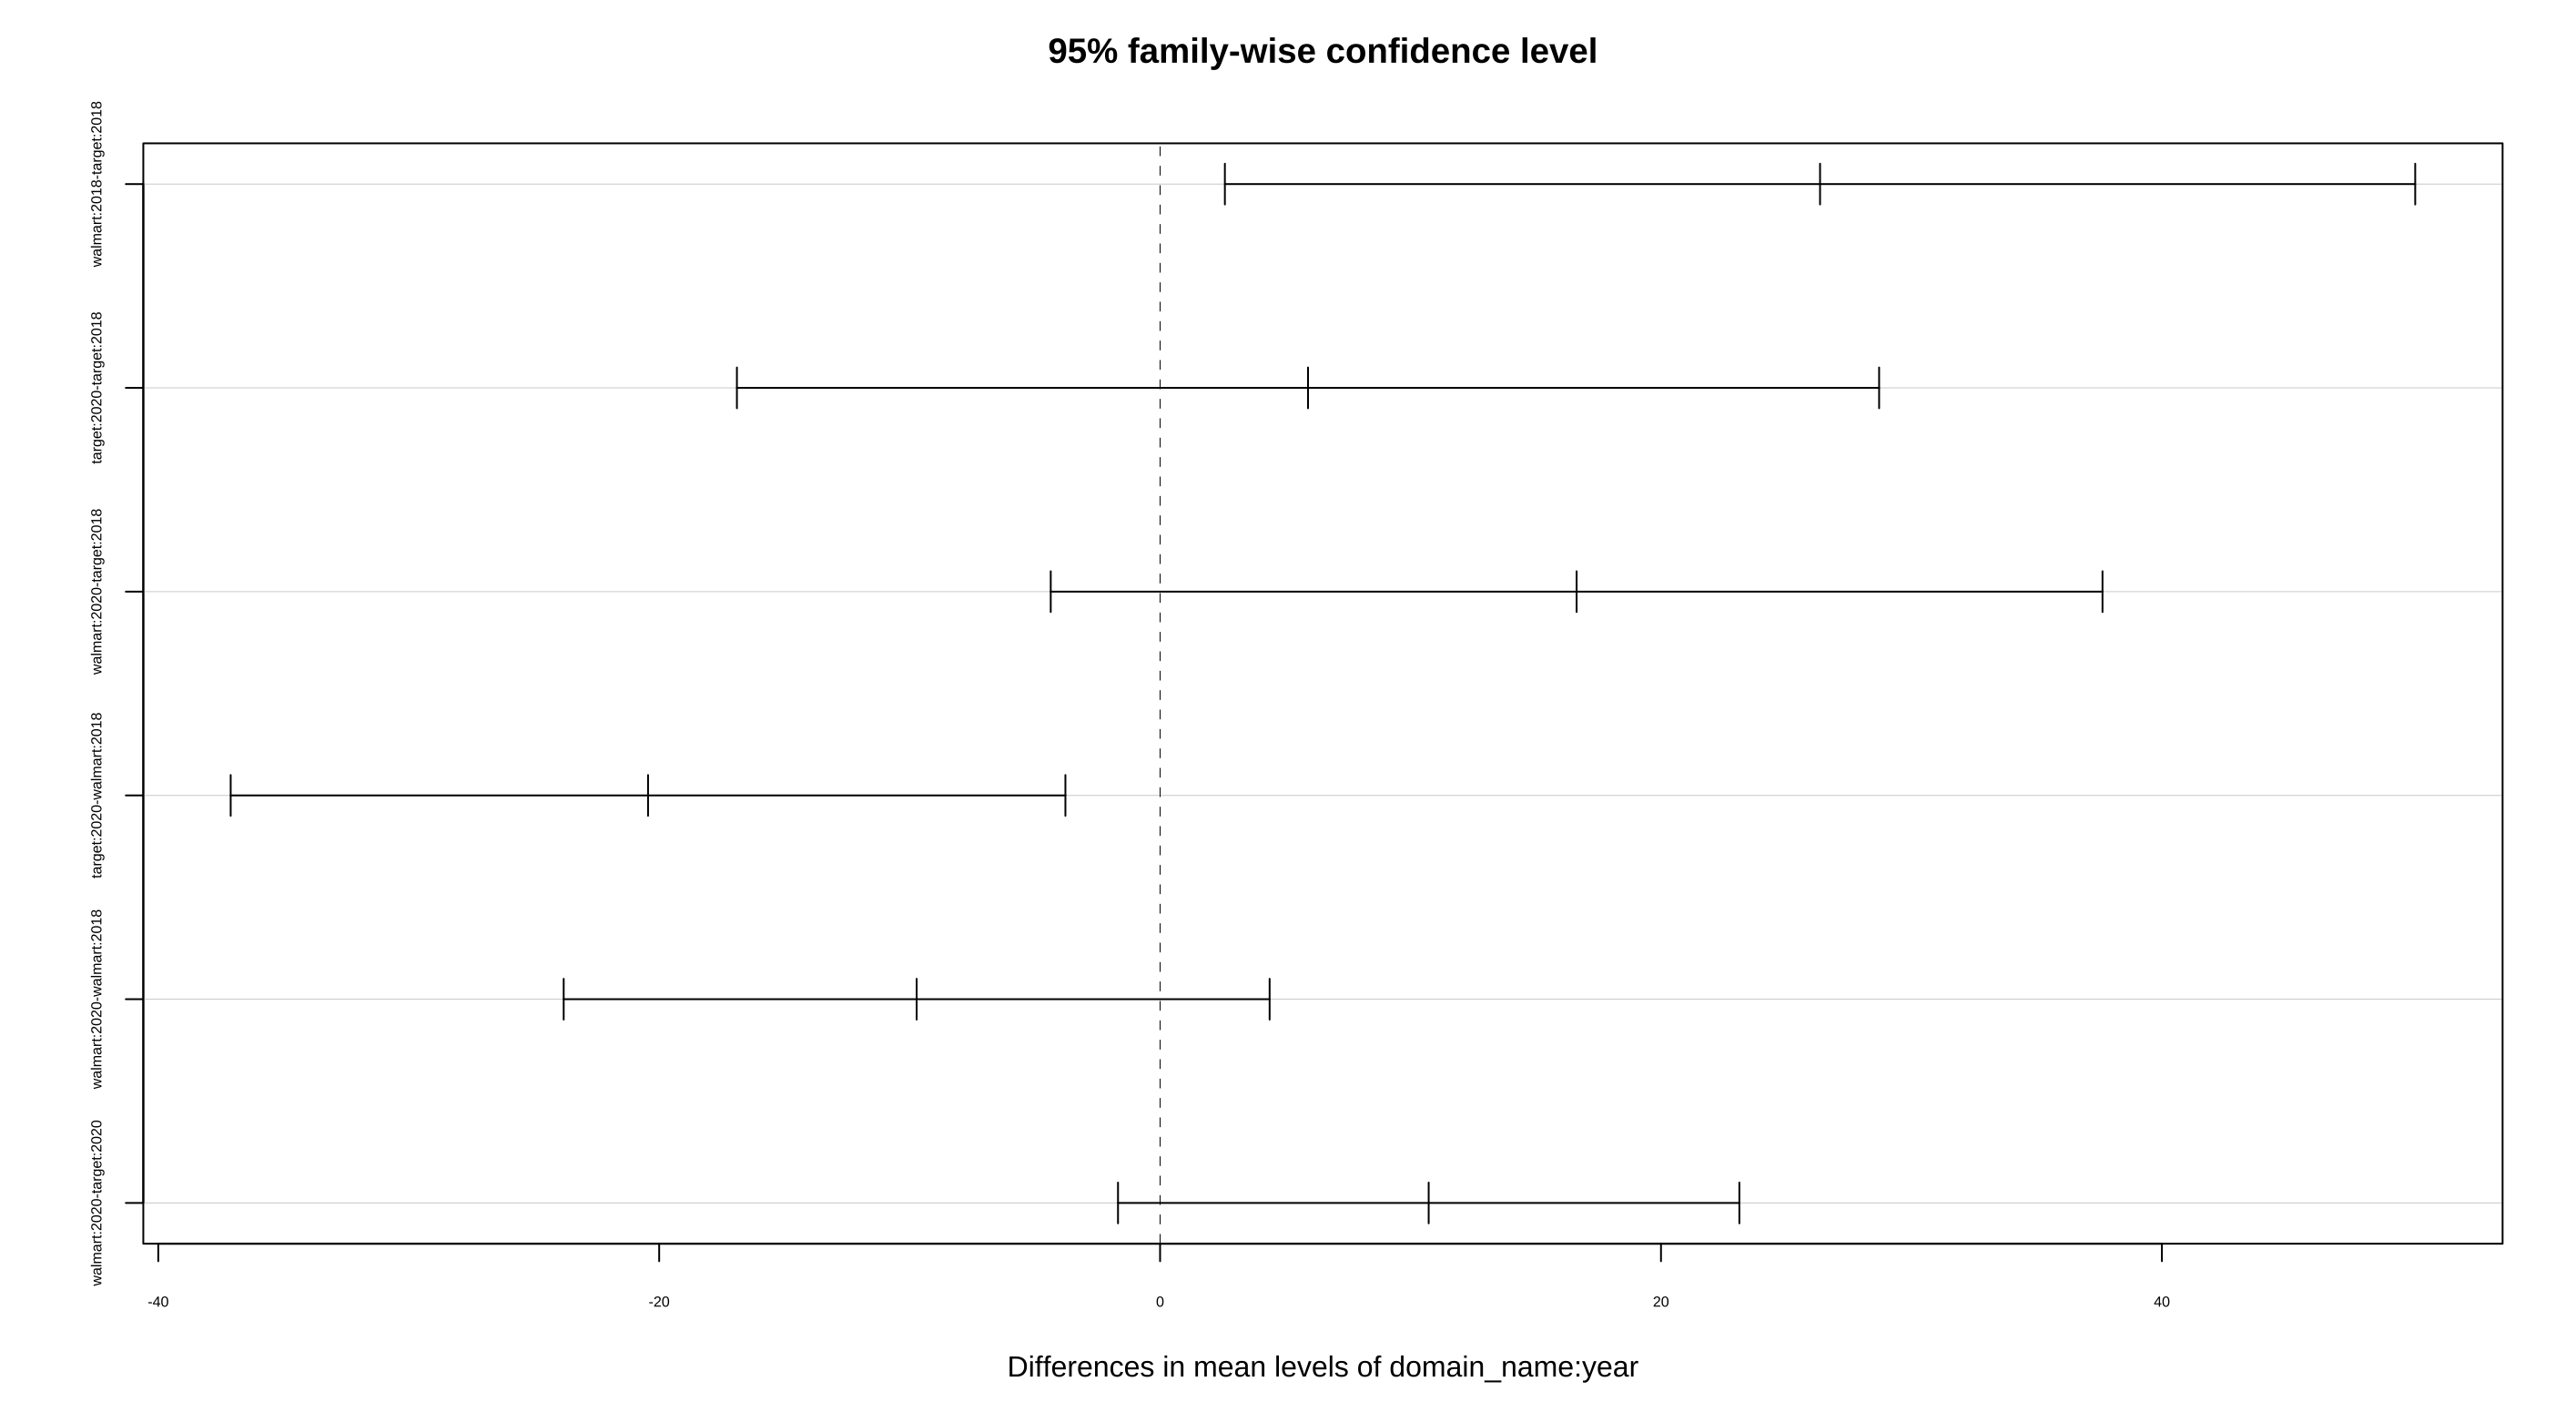 95% family-wise confidence level
walmart:2018-target:2018
target:2020-target:2018
walmart:2020-target:2018
target:2020-walmart:2018
walmart:2020-walmart:2018
walmart:2020-target:2020
-40 -20 0 20 40
Differences in mean levels of domain_name:year